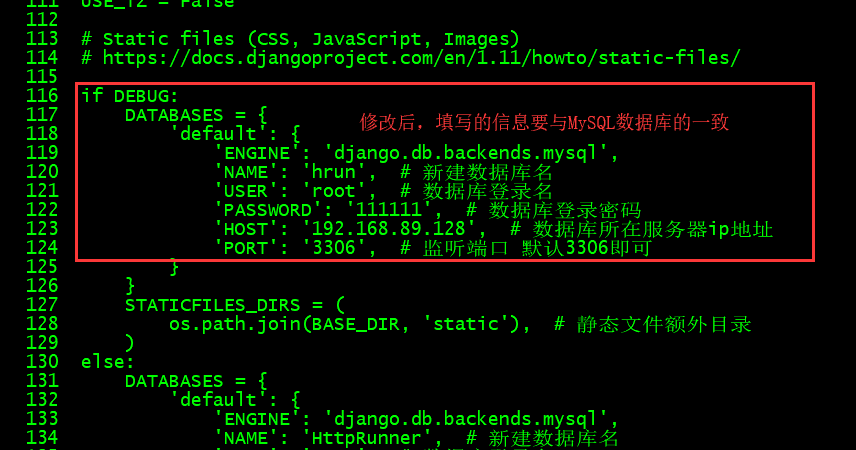 111  USE_TZ = False
112
113  # Static files (CSS, JavaScript, Images)
114  # https://docs.djangoproject.com/en/1.11/howto/static-files/
115
116  if DEBUG:
117      DATABASES = {
修改后，填写的信息要与MySQL数据库的一致
118          'default': {
119              'ENGINE': 'django.db.backends.mysql',
120              'NAME': 'hrun',  # 新建数据库名
121              'USER': 'root',  # 数据库登录名
122              'PASSWORD': '111111',  # 数据库登录密码
123              'HOST': '192.168.89.128',  # 数据库所在服务器ip地址
124              'PORT': '3306',  # 监听端口 默认3306即可
125          }
126      }
127      STATICFILES_DIRS = (
128          os.path.join(BASE_DIR, 'static'),  # 静态文件额外目录
129      )
130  else:
131      DATABASES = {
132          'default': {
133              'ENGINE': 'django.db.backends.mysql',
134              'NAME': 'HttpRunner',  # 新建数据库名